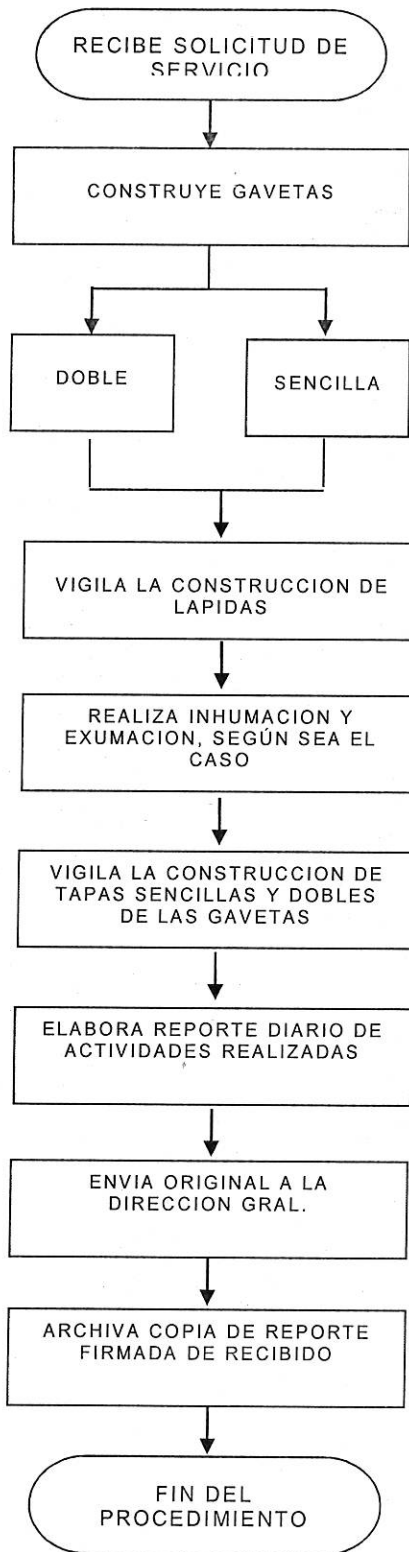 RECIBE SOLICITUD DE
SERVICIO
CONSTRUYE GAVETAS
DOBLE
SENCILLA
VIGILA LA CONSTRUCCION DE
LAPIDAS
REALIZA INHUMACION Y
EXUMACION, SEGÚN SEA EL
CASO
VIGILA LA CONSTRUCCION DE
TAPAS SENCILLAS Y DOBLES
DE LAS GAVETAS
ELABORA REPORTE DIARIO DE
ACTIVIDADES REALIZADAS
ENVIA ORIGINAL A LA
DIRECCION GRAL.
ARCHIVA COPIA DE REPORTE
FIRMADA DE RECIBIDO
FIN DEL
PROCEDIMIENTO